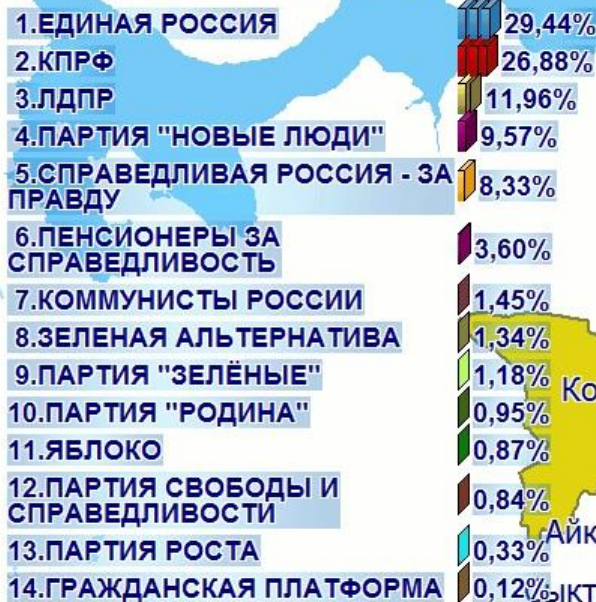 1.ЕДИНАЯ РОССИЯ 29,44%
2.КПРФ 26,88%
3.ЛДПР 11,96%
4.ПАРТИЯ "НОВЫЕ ЛЮДИ" 9,57%
5.СПРАВЕДЛИВАЯ РОССИЯ - ЗА
ПРАВДУ 8,33%
6.ПЕНСИОНЕРЫ ЗА
СПРАВЕДЛИВОСТЬ 3,60%
7.КОММУНИСТЫ РОССИИ 1,45%
8.ЗЕЛЕНАЯ АЛЬТЕРНАТИВА 1,34%
9.ПАРТИЯ "ЗЕЛЁНЫЕ" 1,18%
Ко
10.ПАРТИЯ "РОДИНА" 0,95%
11.ЯБЛОКО 0,87%
12.ПАРТИЯ СВОБОДЫ И
СПРАВЕДЛИВОСТИ 0,84%
Айк
13.ПАРТИЯ РОСТА 0,33%
14.ГРАЖДАНСКАЯ ПЛАТФОРМА 0,12%
ыкт